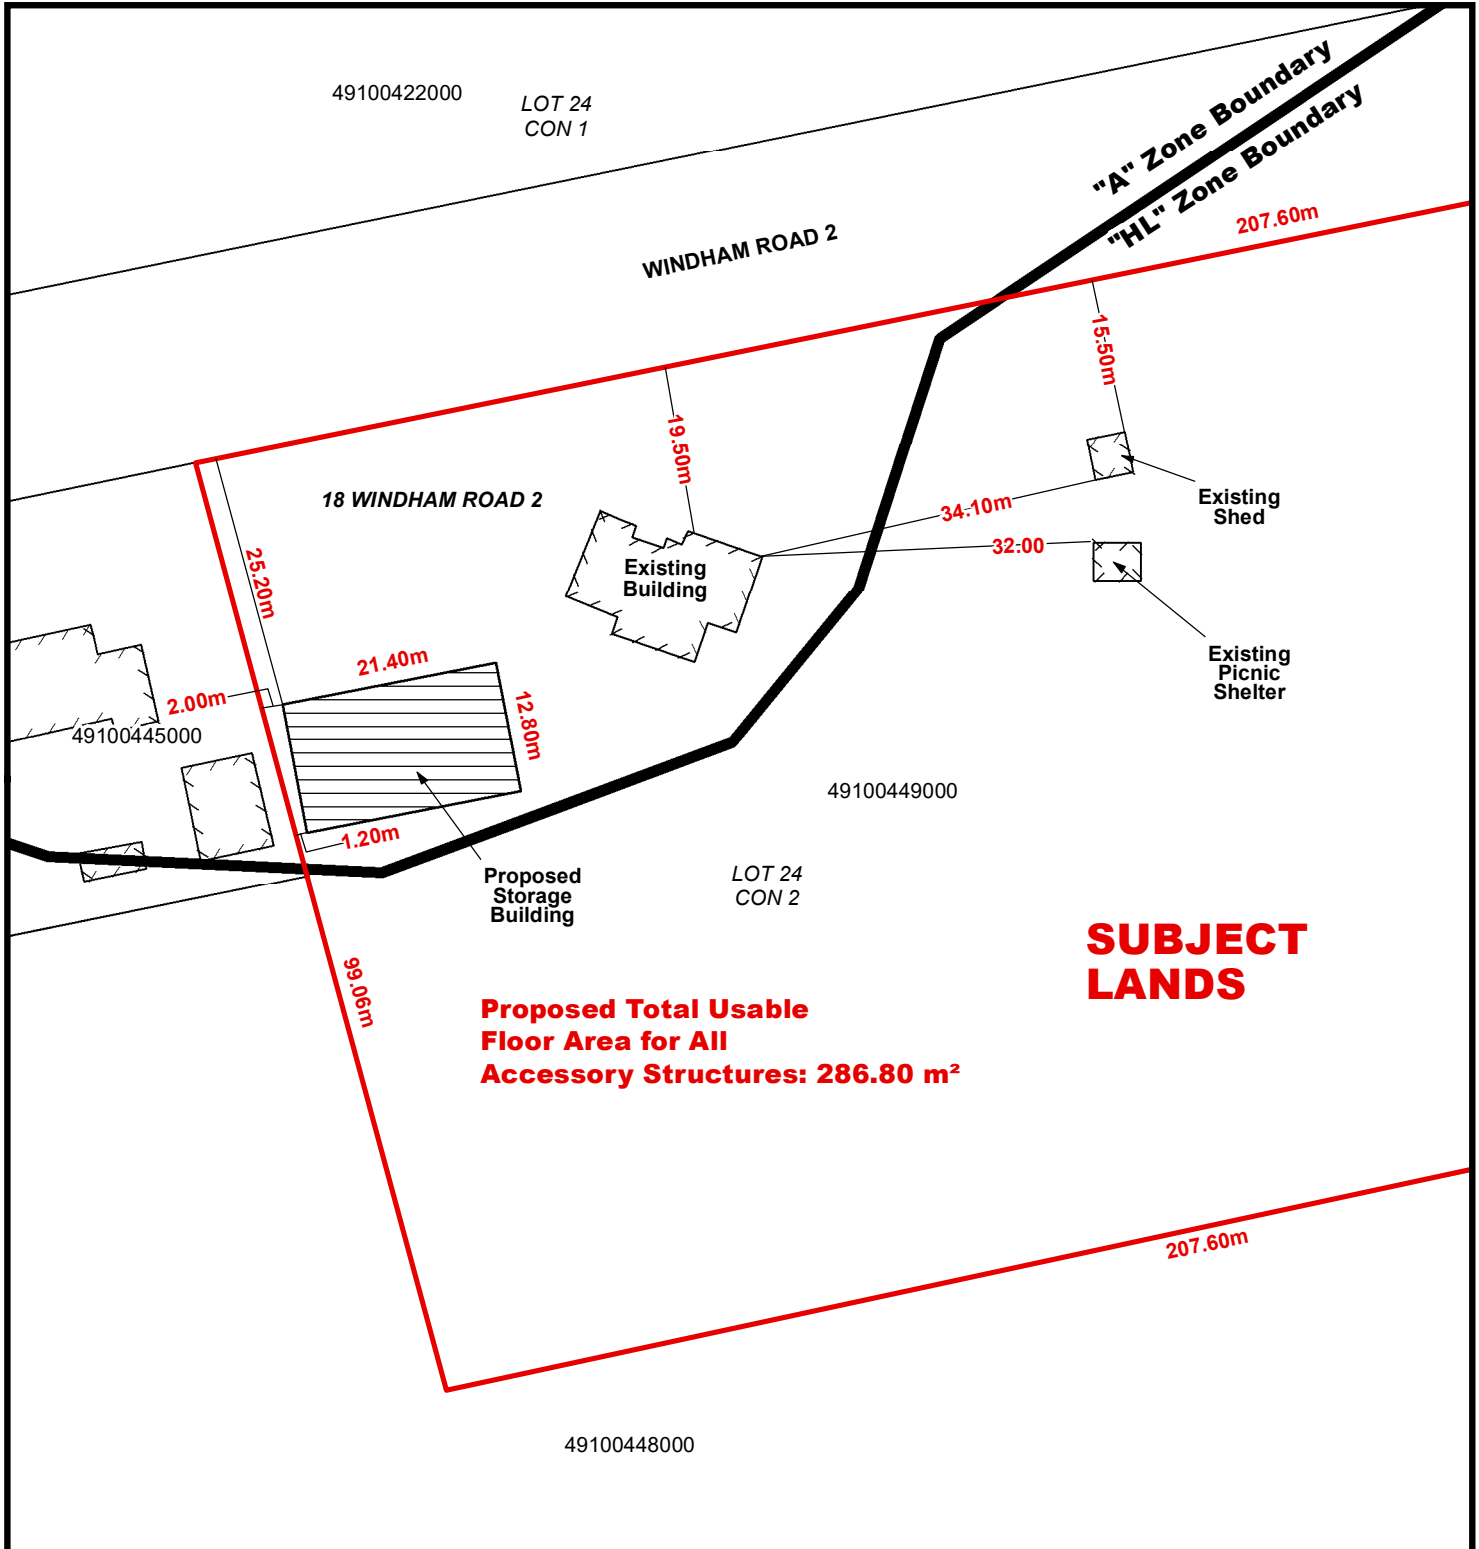 49100422000
LOT 24
CON 1
"A" Zone Boundary
"HL" Zone Boundary
207.60m
WINDHAM ROAD 2
15.50m
19.50m
18 WINDHAM ROAD 2
34.10m
Existing
Shed
32.00
Existing
Building
25.20m
21.40m
Existing
Picnic
Shelter
2.00m
12.80m
49100445000
49100449000
1.20m
Proposed
Storage
Building
LOT 24
CON 2
SUBJECT
LANDS
99.06m
Proposed Total Usable
Floor Area for All
Accessory Structures: 286.80 m²
207.60m
49100448000